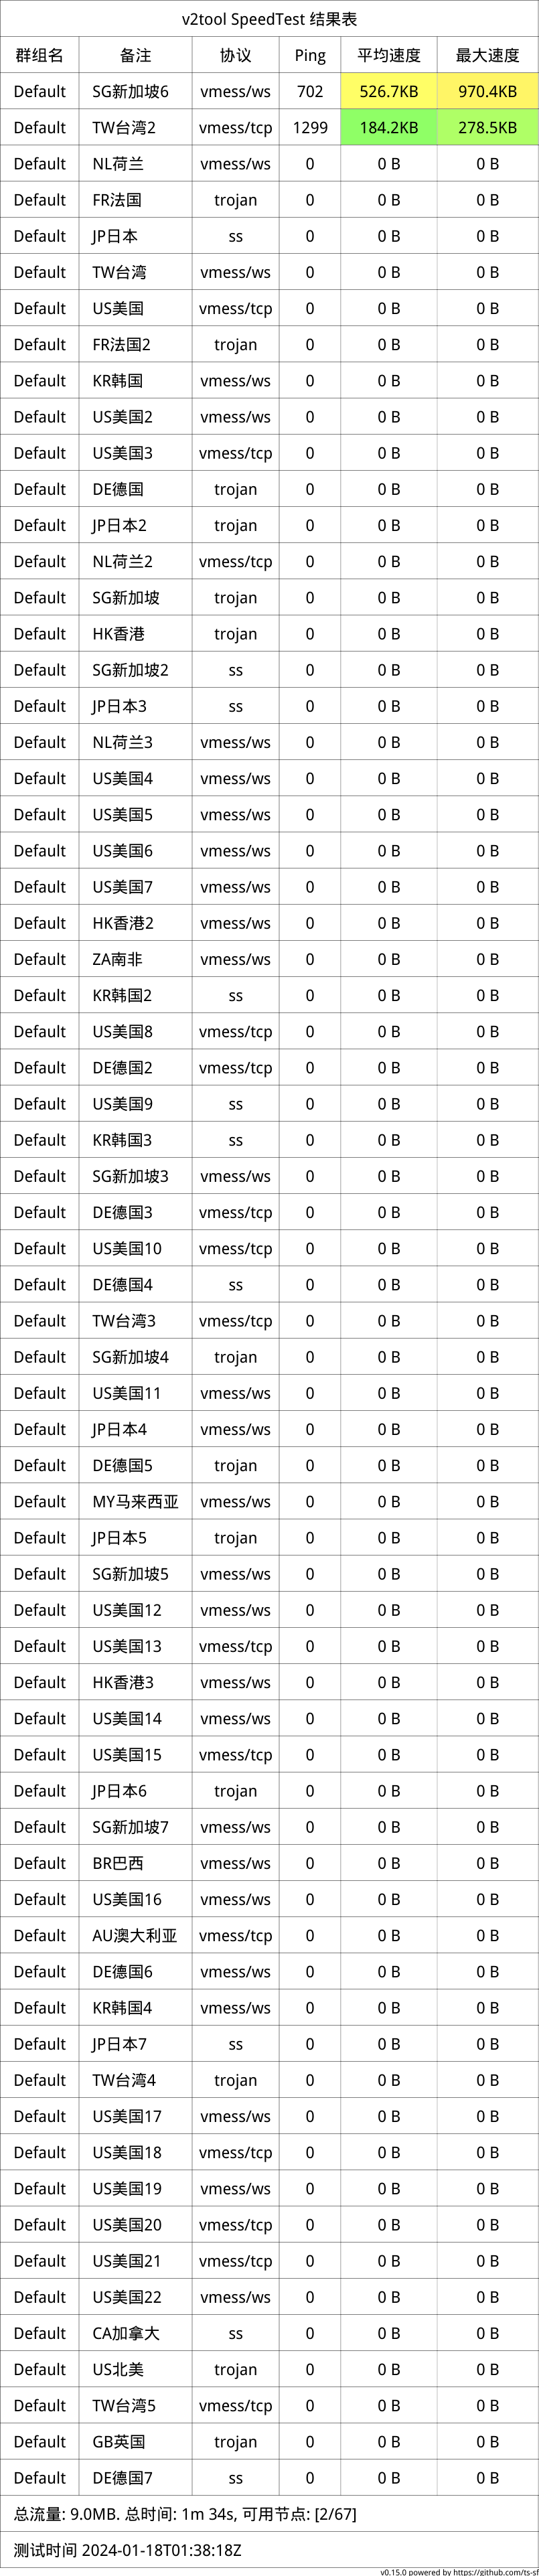 v2tool SpeedTest 结果表
群组名 备注 协议 Ping 平均速度 最大速度
Default SG新加坡6 vmess/ws 702 526.7KB 970.4KB
Default TW台湾2 vmess/tcp 1299 184.2KB 278.5KB
Default NL荷兰 vmess/ws 0 0 B 0 B
Default FR法国 trojan 0 0 B 0 B
Default JP日本 ss 0 0 B 0 B
Default TW台湾 vmess/ws 0 0 B 0 B
Default US美国 vmess/tcp 0 0 B 0 B
Default FR法国2 trojan 0 0 B 0 B
Default KR韩国 vmess/ws 0 0 B 0 B
Default US美国2 vmess/ws 0 0 B 0 B
Default US美国3 vmess/tcp 0 0 B 0 B
Default DE德国 trojan 0 0 B 0 B
Default JP日本2 trojan 0 0 B 0 B
Default NL荷兰2 vmess/tcp 0 0 B 0 B
Default SG新加坡 trojan 0 0 B 0 B
Default HK香港 trojan 0 0 B 0 B
Default SG新加坡2 ss 0 0 B 0 B
Default JP日本3 ss 0 0 B 0 B
Default NL荷兰3 vmess/ws 0 0 B 0 B
Default US美国4 vmess/ws 0 0 B 0 B
Default US美国5 vmess/ws 0 0 B 0 B
Default US美国6 vmess/ws 0 0 B 0 B
Default US美国7 vmess/ws 0 0 B 0 B
Default HK香港2 vmess/ws 0 0 B 0 B
Default ZA南非 vmess/ws 0 0 B 0 B
Default KR韩国2 ss 0 0 B 0 B
Default US美国8 vmess/tcp 0 0 B 0 B
Default DE德国2 vmess/tcp 0 0 B 0 B
Default US美国9 ss 0 0 B 0 B
Default KR韩国3 ss 0 0 B 0 B
Default SG新加坡3 vmess/ws 0 0 B 0 B
Default DE德国3 vmess/tcp 0 0 B 0 B
Default US美国10 vmess/tcp 0 0 B 0 B
Default DE德国4 ss 0 0 B 0 B
Default TW台湾3 vmess/tcp 0 0 B 0 B
Default SG新加坡4 trojan 0 0 B 0 B
Default US美国11 vmess/ws 0 0 B 0 B
Default JP日本4 vmess/ws 0 0 B 0 B
Default DE德国5 trojan 0 0 B 0 B
Default MY马来西亚 vmess/ws 0 0 B 0 B
Default JP日本5 trojan 0 0 B 0 B
Default SG新加坡5 vmess/ws 0 0 B 0 B
Default US美国12 vmess/ws 0 0 B 0 B
Default US美国13 vmess/tcp 0 0 B 0 B
Default HK香港3 vmess/ws 0 0 B 0 B
Default US美国14 vmess/ws 0 0 B 0 B
Default US美国15 vmess/tcp 0 0 B 0 B
Default JP日本6 trojan 0 0 B 0 B
Default SG新加坡7 vmess/ws 0 0 B 0 B
Default BR巴西 vmess/ws 0 0 B 0 B
Default US美国16 vmess/ws 0 0 B 0 B
Default AU澳大利亚 vmess/tcp 0 0 B 0 B
Default DE德国6 vmess/ws 0 0 B 0 B
Default KR韩国4 vmess/ws 0 0 B 0 B
Default JP日本7 ss 0 0 B 0 B
Default TW台湾4 trojan 0 0 B 0 B
Default US美国17 vmess/ws 0 0 B 0 B
Default US美国18 vmess/tcp 0 0 B 0 B
Default US美国19 vmess/ws 0 0 B 0 B
Default US美国20 vmess/tcp 0 0 B 0 B
Default US美国21 vmess/tcp 0 0 B 0 B
Default US美国22 vmess/ws 0 0 B 0 B
Default CA加拿大 ss 0 0 B 0 B
Default US北美 trojan 0 0 B 0 B
Default TW台湾5 vmess/tcp 0 0 B 0 B
Default GB英国 trojan 0 0 B 0 B
Default DE德国7 ss 0 0 B 0 B
总流量: 9.0MB. 总时间: 1m 34s, 可用节点: [2/67]
测试时间 2024-01-18T01:38:18Z
v0.15.0 powered by https://github.com/ts-sf